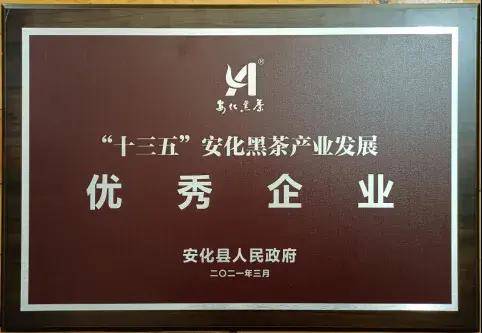 ®
安化黑茶
“十三五”安化黑茶产业发展
优秀企业
安化县人民政府
二〇二一年三月